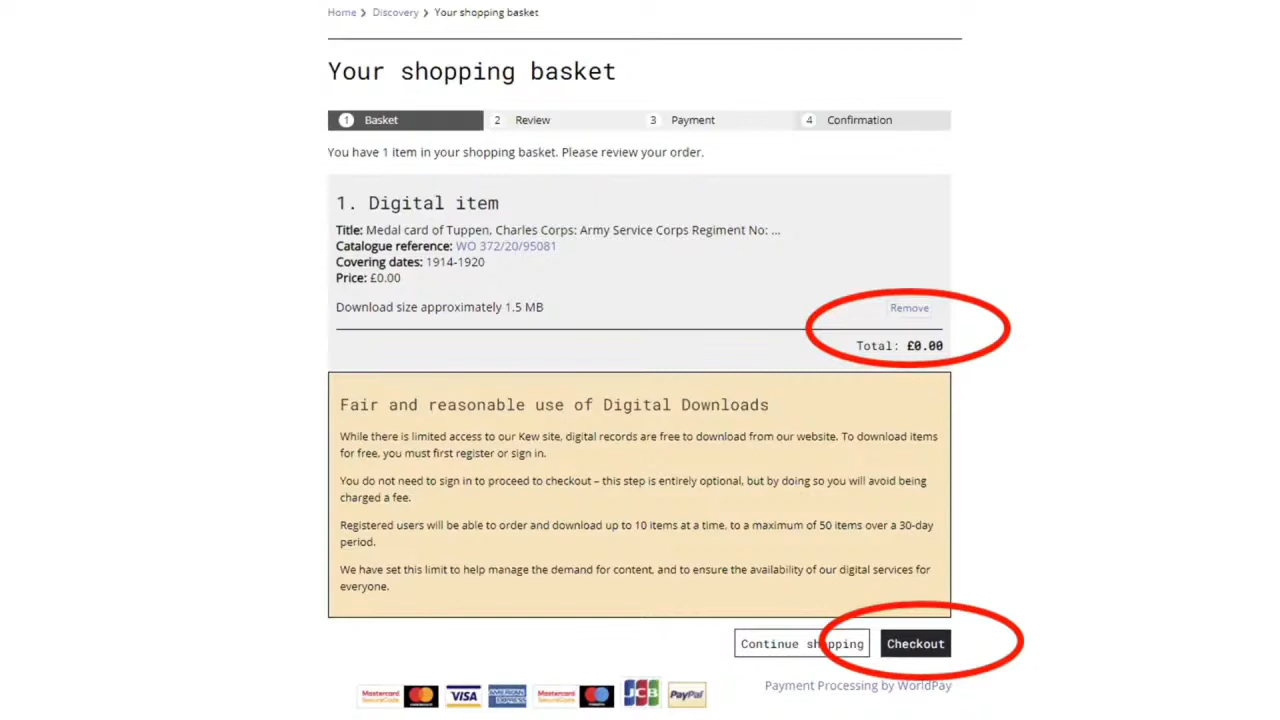 Home > Discovery > Your shopping basket
Your shopping basket
1 Basket 2 Review 3 Payment 4 Confirmation
You have 1 item in your shopping basket. Please review your order.
1. Digital item
Title: Medal card of Tuppen, Charles Corps: Army Service Corps Regiment No: ...
Catalogue reference: WO 372/20/95081
Covering dates: 1914-1920
Price: £0.00
Download size approximately 1.5 MB Remove
Total: £0.00
Fair and reasonable use of Digital Downloads
While there is limited access to our Kew site, digital records are free to download from our website. To download items
for free, you must first register or sign in.
You do not need to sign in to proceed to checkout – this step is entirely optional, but by doing so you will avoid being
charged a fee.
Registered users will be able to order and download up to 10 items at a time, to a maximum of 50 items over a 30-day
period.
We have set this limit to help manage the demand for content, and to ensure the availability of our digital services for
everyone.
Continue shopping Checkout
Payment Processing by WorldPay
Mastercard SecureCode VISA AMERICAN EXPRESS Mastercard SecureCode JCB PayPal